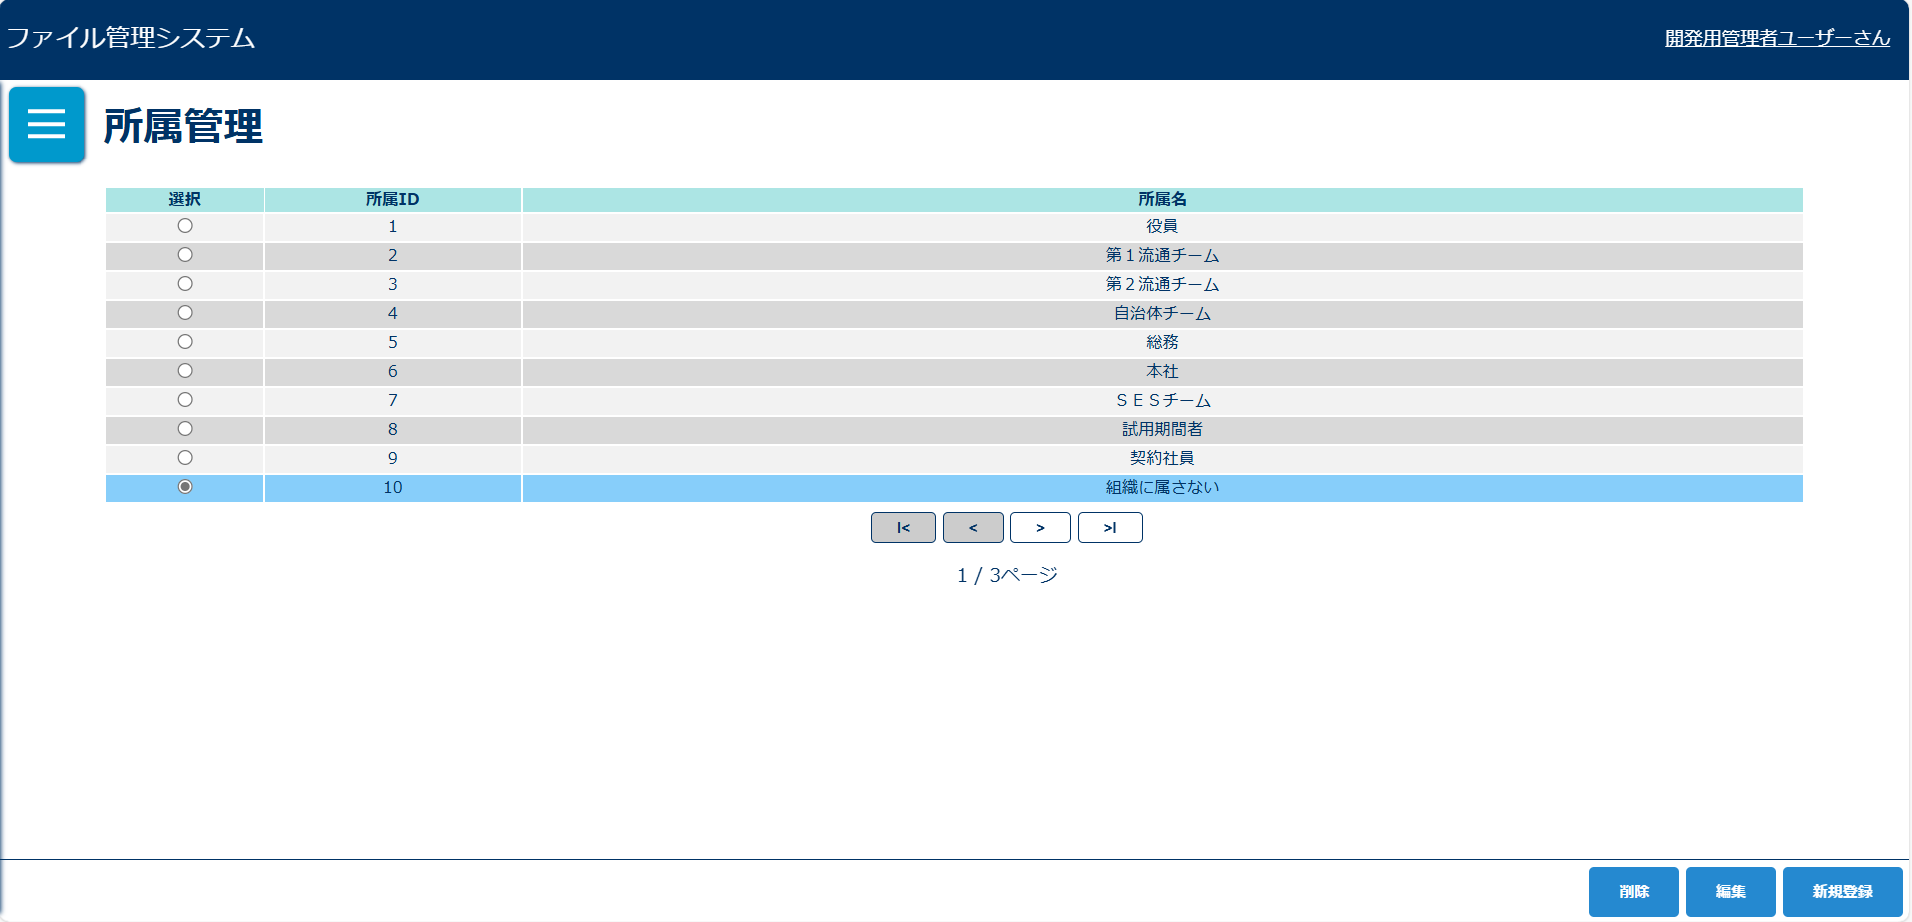 ファイル管理システム
開発用管理者ユーザーさん
所属管理
選択 所属ID 所属名
1 役員
2 第１流通チーム
3 第２流通チーム
4 自治体チーム
5 総務
6 本社
7 ＳＥＳチーム
8 試用期間者
9 契約社員
10 組織に属さない
|< < > >|
1 / 3ページ
削除 編集 新規登録